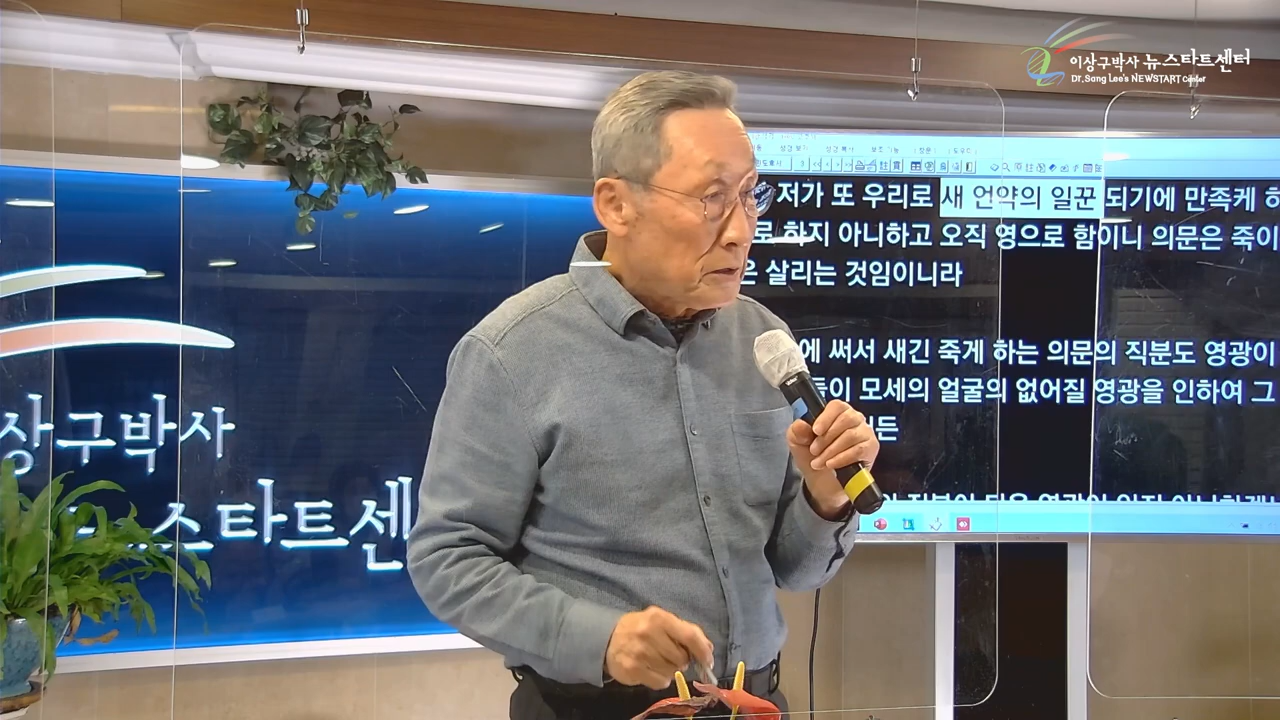 이상구박사 뉴스타트센터
Dr. Sang Lee's NEWSTART Center
저가 또 우리로 새 언약의 일꾼 되기에 만족케 하
로 하지 아니하고 오직 영으로 함이니 의문은 죽이
은 살리는 것임이니라
에 써서 새긴 죽게 하는 의문의 직분도 영광이
들이 모세의 얼굴의 없어질 영광을 인하여 그
상구박사
스타트센